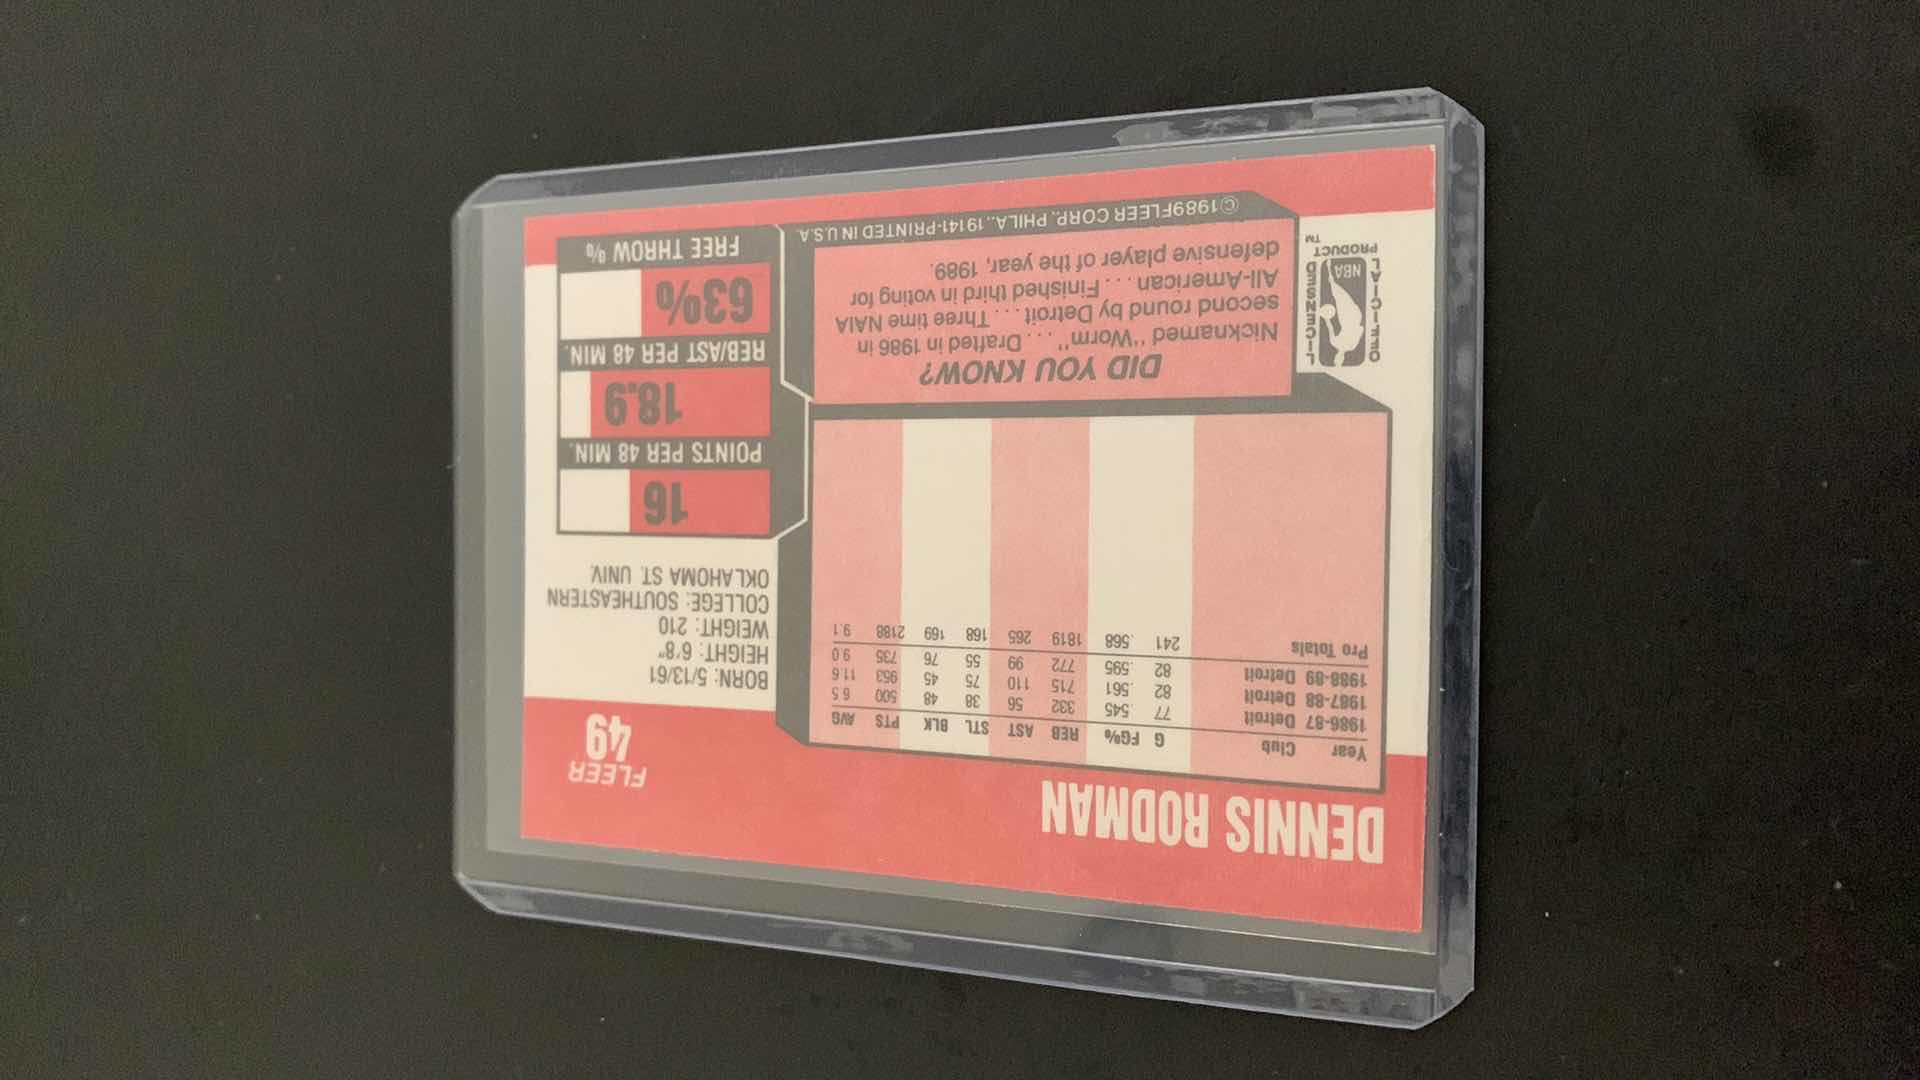 DENNIS RODMAN
FLEER
49
Year Club G FG% REB AST STL BLK PTS AVG
1986-87 Detroit 77 .545 332 56 38 48 500 6.5
1987-88 Detroit 82 .561 715 110 75 45 953 11.6
1988-89 Detroit 82 .595 772 99 55 76 735 9.0
Pro Totals 241 .568 1819 265 168 169 2188 9.1
BORN: 5/13/61
HEIGHT: 6'8"
WEIGHT: 210
COLLEGE: SOUTHEASTERN
OKLAHOMA ST. UNIV.
16
POINTS PER 48 MIN.
18.9
REB/AST PER 48 MIN.
63%
FREE THROW %
OFFICIAL
LICENSED
NBA
PRODUCT
TM
DID YOU KNOW?
Nicknamed "Worm" . . . . Drafted in 1986 in
second round by Detroit . . . Three time NAIA
All-American . . . Finished third in voting for
defensive player of the year, 1989.
©1989FLEER CORP. PHILA., 19141-PRINTED IN U.S.A.